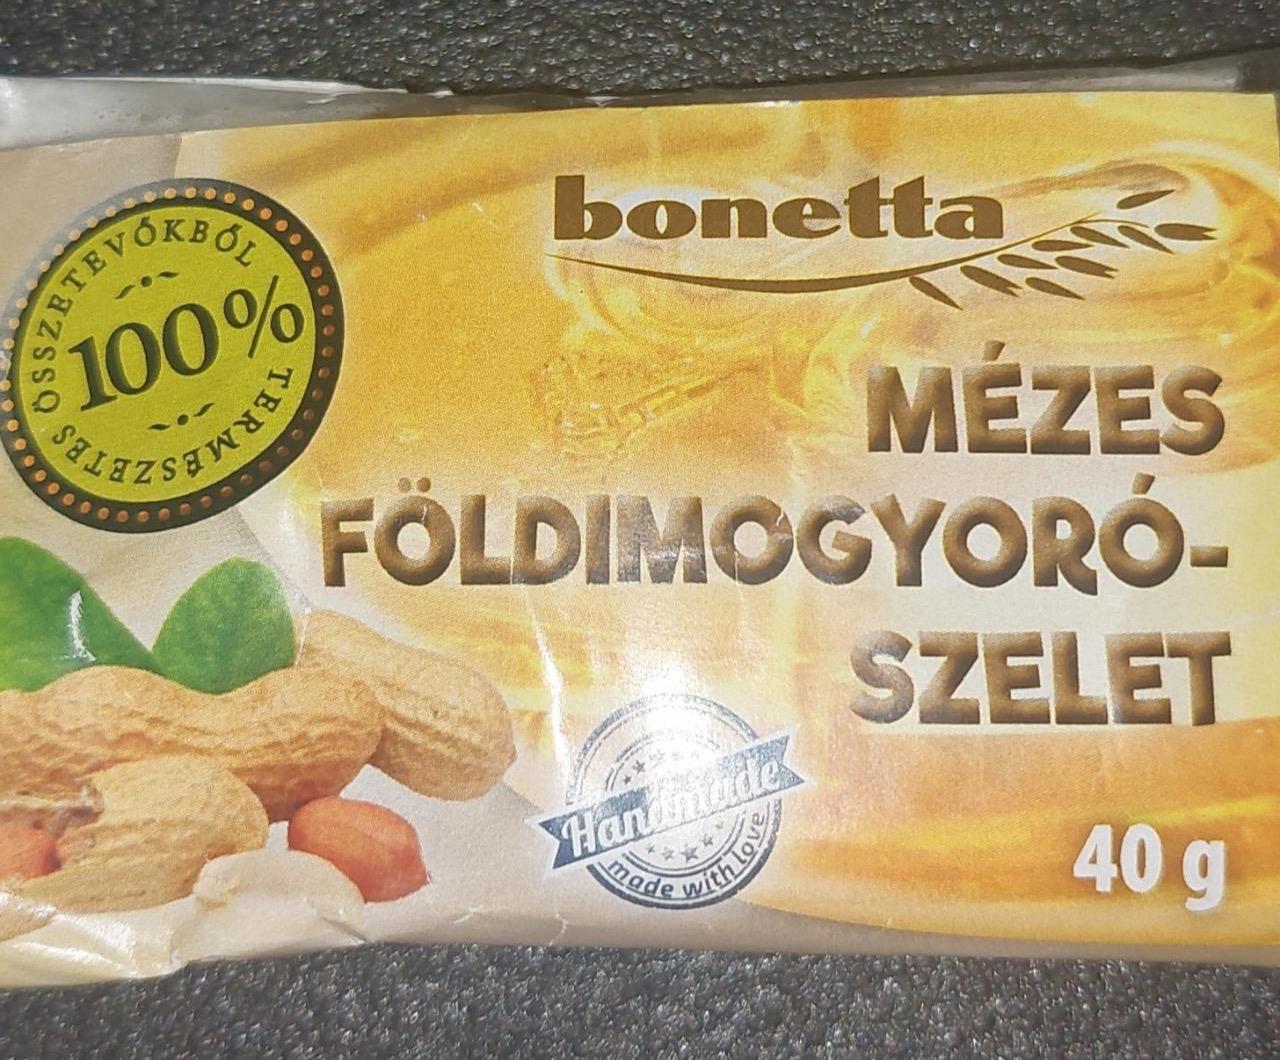 100% TERMÉSZETES ÖSSZETEVŐKBŐL
bonetta
MÉZES
FÖLDIMOGYORÓ-
SZELET
Handmade
made with love
40 g